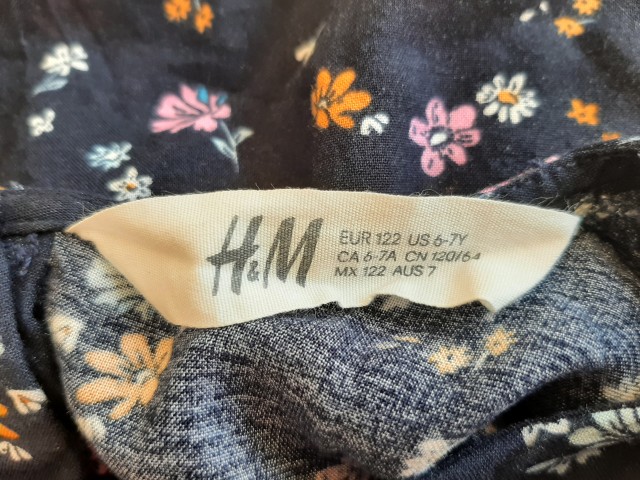 H&M
EUR 122 US 6-7Y
CA 6-7A CN 120/64
MX 122 AUS 7